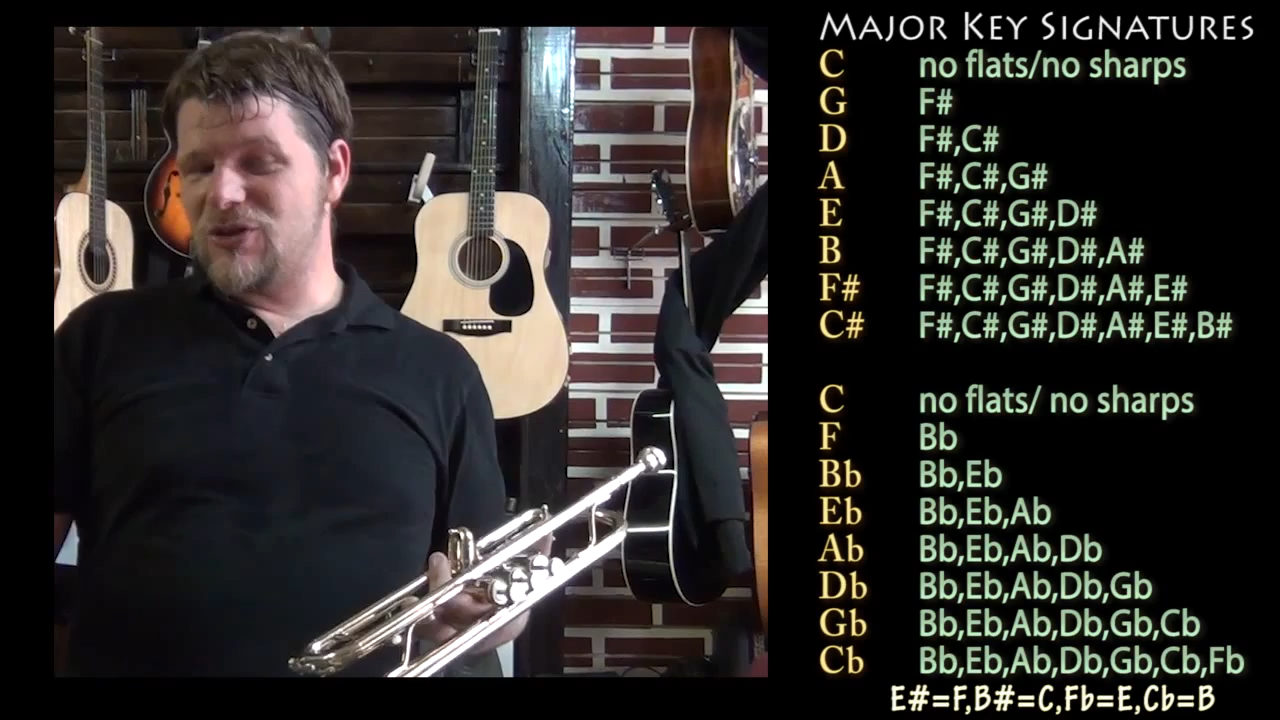 MAJOR KEY SIGNATURES
C no flats/no sharps
G F#
D F#,C#
A F#,C#,G#
E F#,C#,G#,D#
B F#,C#,G#,D#,A#
F# F#,C#,G#,D#,A#,E#
C# F#,C#,G#,D#,A#,E#,B#
C no flats/ no sharps
F Bb
Bb Bb,Eb
Eb Bb,Eb,Ab
Ab Bb,Eb,Ab,Db
Db Bb,Eb,Ab,Db,Gb
Gb Bb,Eb,Ab,Db,Gb,Cb
Cb Bb,Eb,Ab,Db,Gb,Cb,Fb
E#=F,B#=C,Fb=E,Cb=B